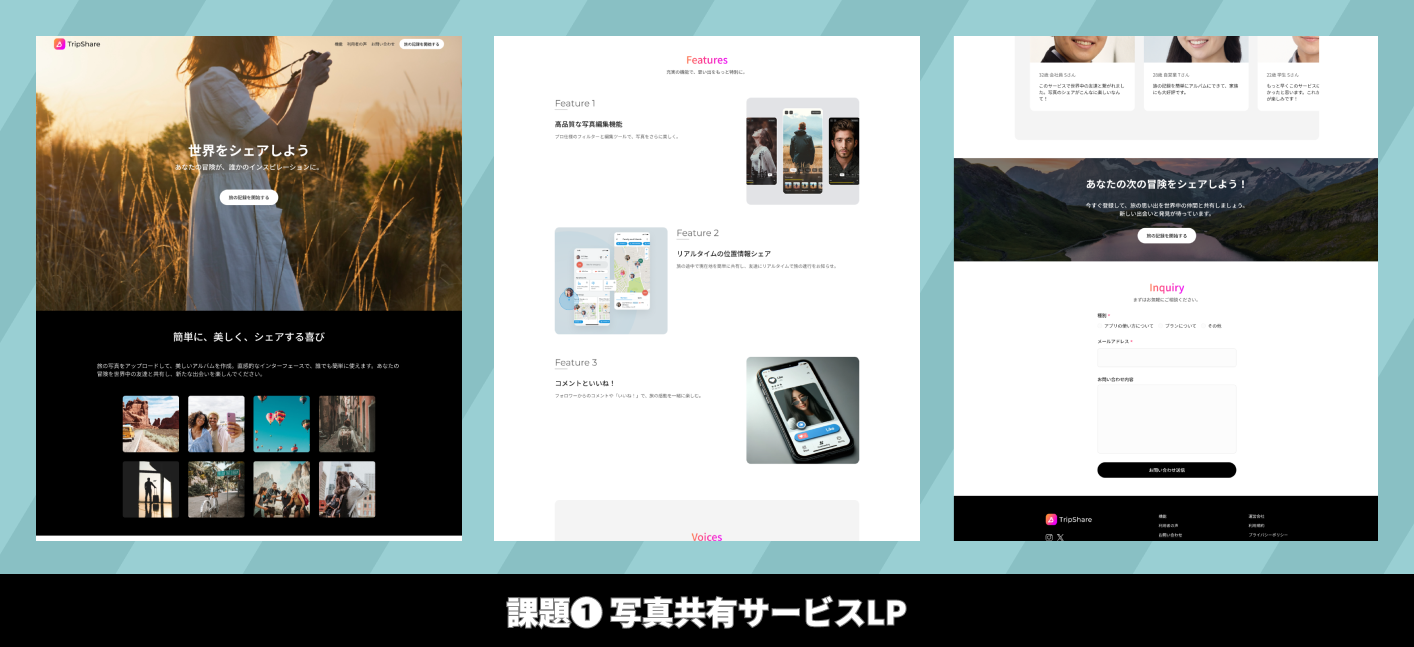 TripShare
機能 利用者の声 お問い合わせ 旅の記録を開始する
世界をシェアしよう
あなたの冒険が、誰かのインスピレーションに。
旅の記録を開始する
簡単に、美しく、シェアする喜び
旅の写真をアップロードして、美しいアルバムを作成。直感的なインターフェースで、誰でも簡単に使えます。あなたの
冒険を世界中の友達と共有し、新たな出会いを楽しんでください。
Features
充実の機能で、思い出をもっと特別に。
Feature 1
高品質な写真編集機能
プロ仕様のフィルターと編集ツールで、写真をさらに美しく。
Feature 2
リアルタイムの位置情報シェア
旅の途中で現在地を簡単に共有し、友達にリアルタイムで旅の進行をお知らせ。
Feature 3
コメントといいね！
フォロワーからのコメントや「いいね！」で、旅の感動を一緒に楽しむ。
Like
Voices
32歳 会社員 Sさん
このサービスで世界中の友達と繋がれまし
た。写真のシェアがこんなに楽しいなん
て！
28歳 自営業 Tさん
旅の記録を簡単にアルバムにできて、家族
にも大好評です。
22歳 学生 Sさん
もっと早くこのサービスに
かったと思います。これか
が楽しみです！
あなたの次の冒険をシェアしよう！
今すぐ登録して、旅の思い出を世界中の仲間と共有しましょう。
新しい出会いと発見が待っています。
旅の記録を開始する
Inquiry
まずはお気軽にご相談ください。
種別 *
アプリの使い方について プランについて その他
メールアドレス *
お問い合わせ内容
お問い合わせ送信
TripShare
機能
利用者の声
お問い合わせ
運営会社
利用規約
プライバシーポリシー
課題❶ 写真共有サービスLP